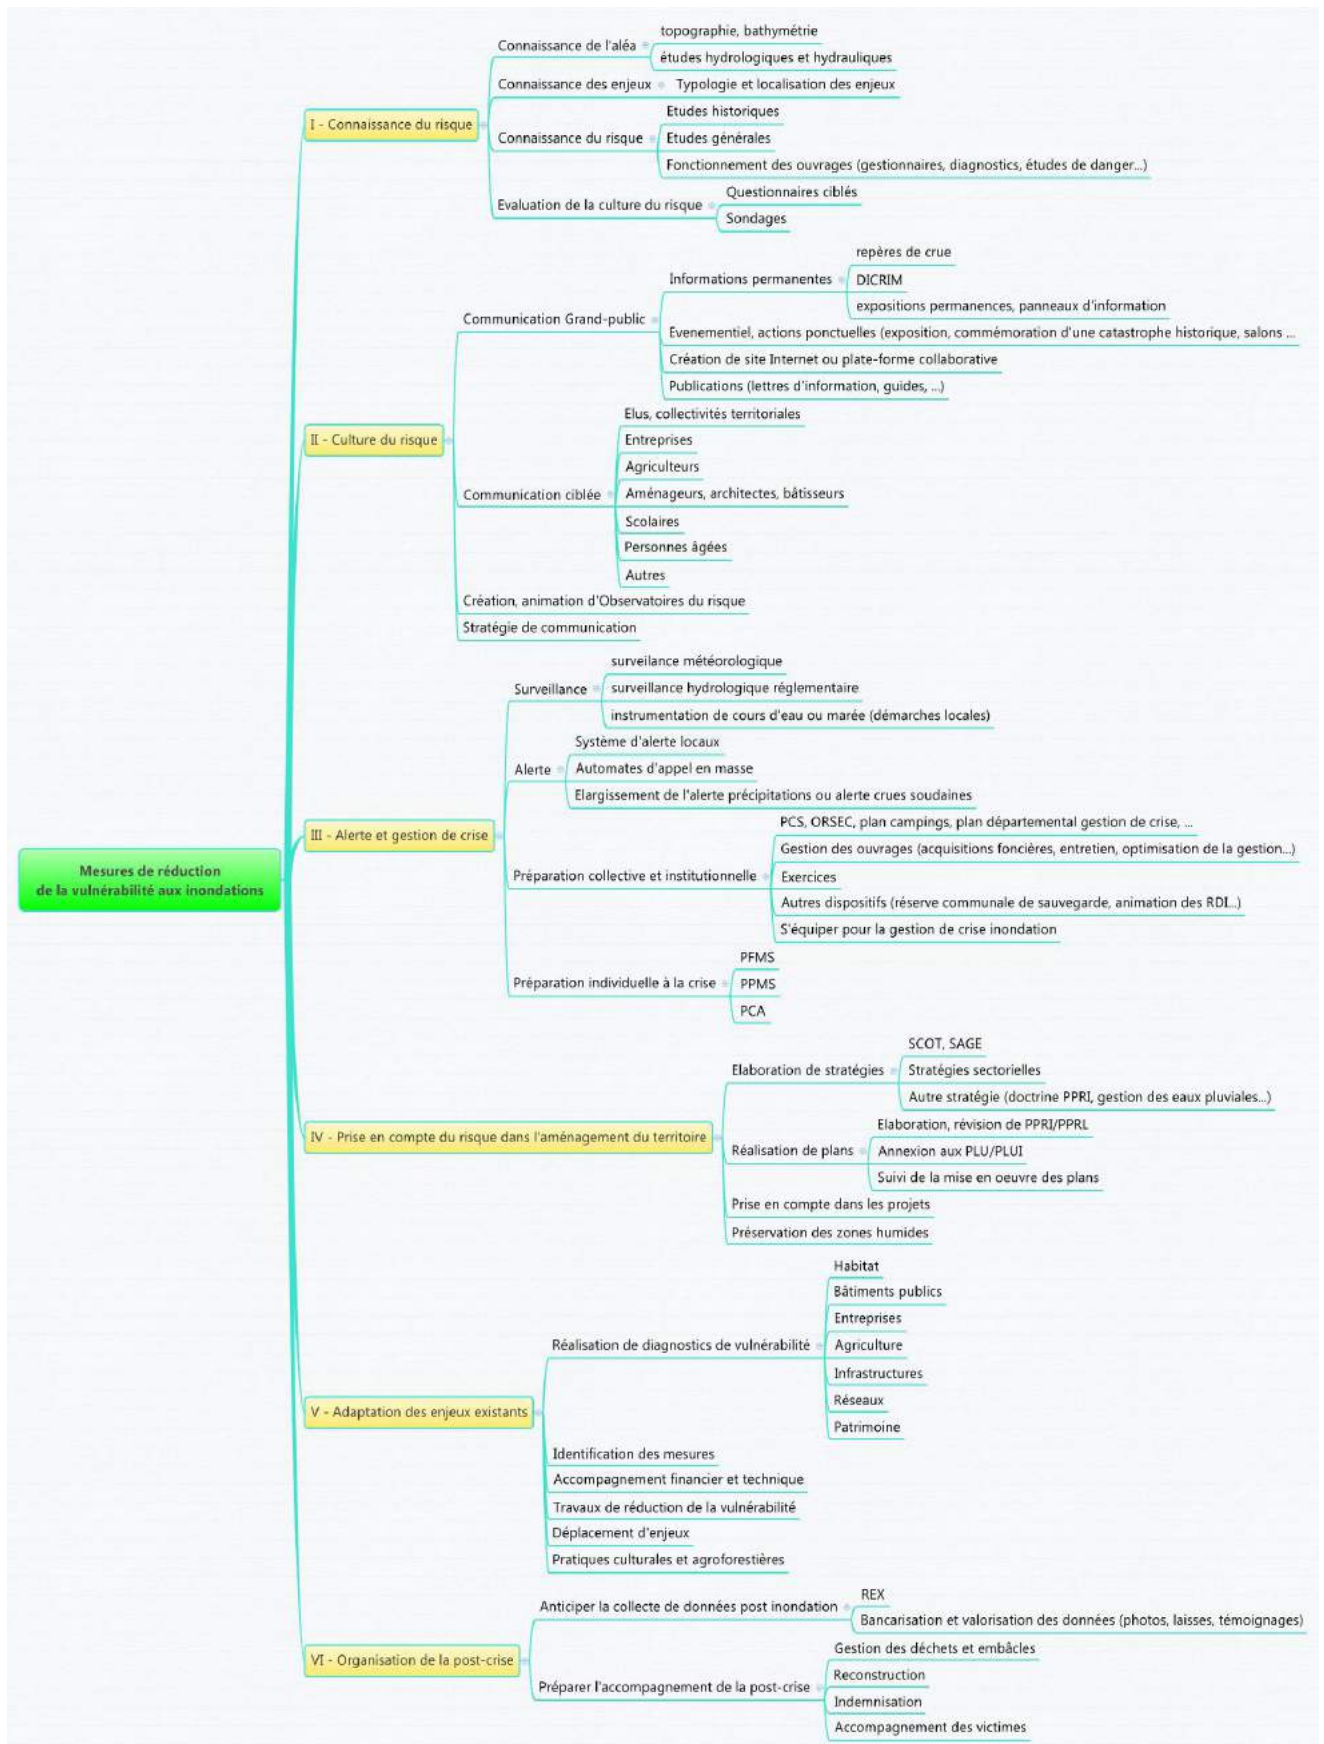 topographie, bathymétrie
Connaissance de l'aléa
études hydrologiques et hydrauliques
Connaissance des enjeux
Typologie et localisation des enjeux
Etudes historiques
I - Connaissance du risque
Connaissance du risque
Etudes générales
Fonctionnement des ouvrages (gestionnaires, diagnostics, études de danger...)
Questionnaires ciblés
Evaluation de la culture du risque
Sondages
repères de crue
Informations permanentes
DICRIM
expositions permanences, panneaux d'information
Communication Grand-public
Evenementiel, actions ponctuelles (exposition, commémoration d'une catastrophe historique, salons ...
Création de site Internet ou plate-forme collaborative
Publications (lettres d'information, guides, ...)
Elus, collectivités territoriales
II - Culture du risque
Entreprises
Agriculteurs
Communication ciblée
Aménageurs, architectes, bâtisseurs
Scolaires
Personnes âgées
Autres
Création, animation d'Observatoires du risque
Stratégie de communication
surveilance météorologique
Surveillance
surveillance hydrologique réglementaire
instrumentation de cours d'eau ou marée (démarches locales)
Système d'alerte locaux
Alerte
Automates d'appel en masse
Elargissement de l'alerte précipitations ou alerte crues soudaines
III - Alerte et gestion de crise
PCS, ORSEC, plan campings, plan départemental gestion de crise, ...
Gestion des ouvrages (acquisitions foncières, entretien, optimisation de la gestion...)
Préparation collective et institutionnelle
Exercices
Autres dispositifs (réserve communale de sauvegarde, animation des RDI...)
S'équiper pour la gestion de crise inondation
Mesures de réduction
de la vulnérabilité aux inondations
PFMS
Préparation individuelle à la crise
PPMS
PCA
SCOT, SAGE
Elaboration de stratégies
Stratégies sectorielles
Autre stratégie (doctrine PPRI, gestion des eaux pluviales...)
IV - Prise en compte du risque dans l'aménagement du territoire
Elaboration, révision de PPRI/PPRL
Réalisation de plans
Annexion aux PLU/PLUI
Suivi de la mise en oeuvre des plans
Prise en compte dans les projets
Préservation des zones humides
Habitat
Bâtiments publics
Entreprises
Réalisation de diagnostics de vulnérabilité
Agriculture
Infrastructures
Réseaux
Patrimoine
V - Adaptation des enjeux existants
Identification des mesures
Accompagnement financier et technique
Travaux de réduction de la vulnérabilité
Déplacement d'enjeux
Pratiques culturales et agroforestières
REX
Anticiper la collecte de données post inondation
Bancarisation et valorisation des données (photos, laisses, témoignages)
VI - Organisation de la post-crise
Gestion des déchets et embâcles
Préparer l'accompagnement de la post-crise
Reconstruction
Indemnisation
Accompagnement des victimes